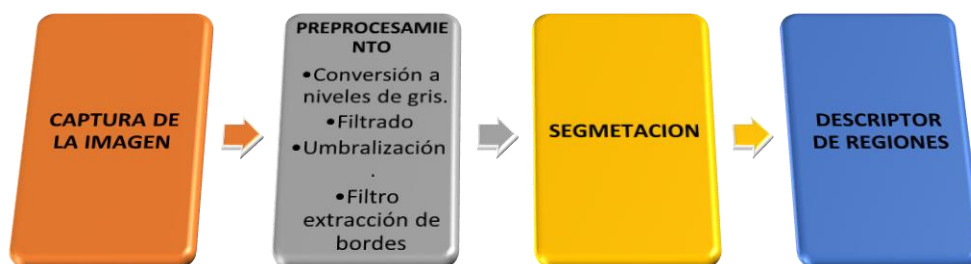 CAPTURA DE
LA IMAGEN
PREPROCESAMIE
NTO
•Conversión a
niveles de gris.
•Filtrado
•Umbralización
.
•Filtro
extracción de
bordes
SEGMETACION
DESCRIPTOR
DE REGIONES